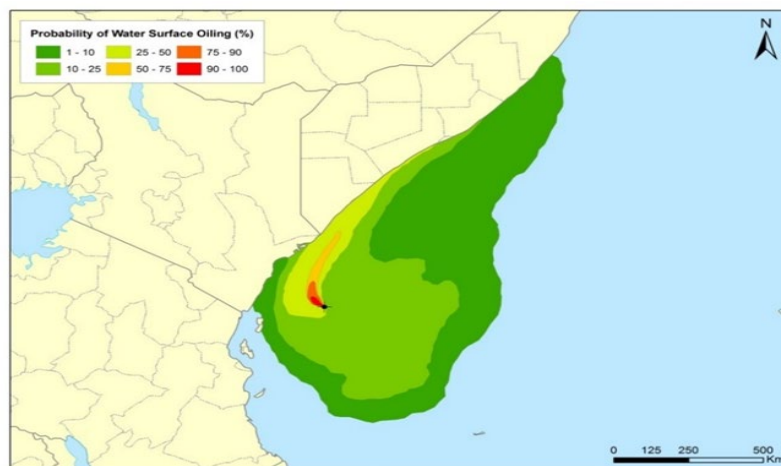 Probability of Water Surface Oiling (%)
1 - 10 25 - 50 75 - 90
10 - 25 50 - 75 90 - 100
N
0 125 250 500
Km